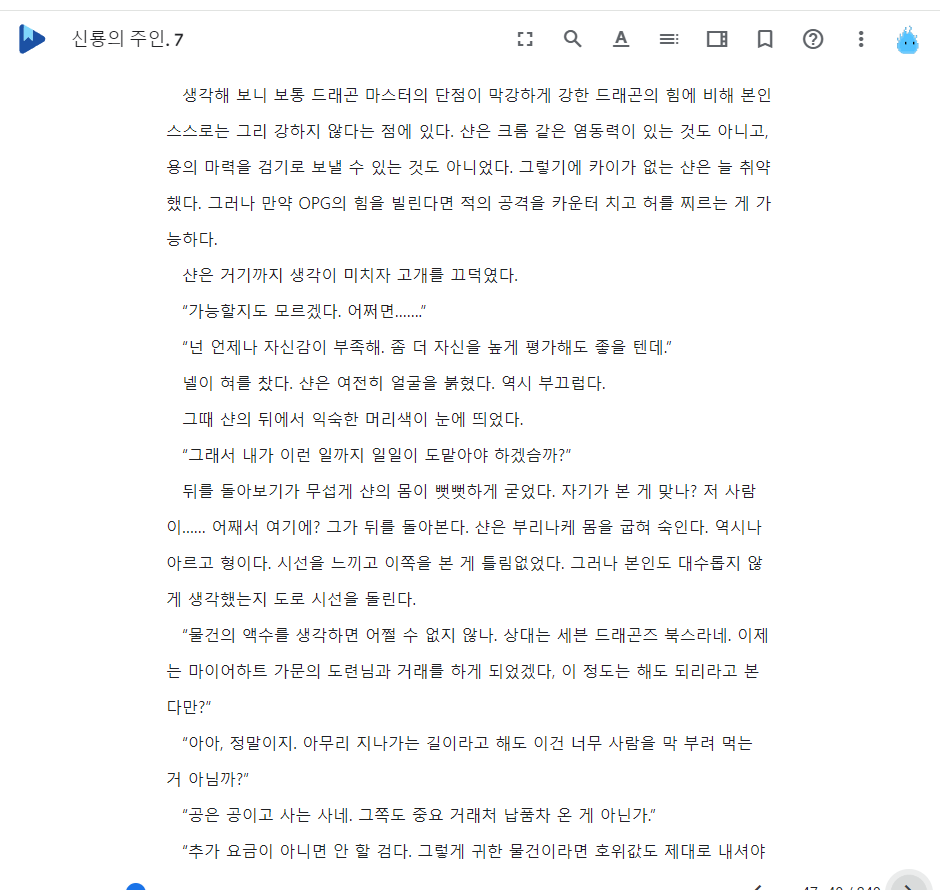 신룡의 주인. 7
생각해 보니 보통 드래곤 마스터의 단점이 막강하게 강한 드래곤의 힘에 비해 본인
스스로는 그리 강하지 않다는 점에 있다. 샨은 크롬 같은 염동력이 있는 것도 아니고,
용의 마력을 검기로 보낼 수 있는 것도 아니었다. 그렇기에 카이가 없는 샨은 늘 취약
했다. 그러나 만약 OPG의 힘을 빌린다면 적의 공격을 카운터 치고 허를 찌르는 게 가
능하다.
샨은 거기까지 생각이 미치자 고개를 끄덕였다.
“가능할지도 모르겠다. 어쩌면.......”
“넌 언제나 자신감이 부족해. 좀 더 자신을 높게 평가해도 좋을 텐데.”
넬이 혀를 찼다. 샨은 여전히 얼굴을 붉혔다. 역시 부끄럽다.
그때 샨의 뒤에서 익숙한 머리색이 눈에 띄었다.
“그래서 내가 이런 일까지 일일이 도맡아야 하겠슴까?”
뒤를 돌아보기가 무섭게 샨의 몸이 뻣뻣하게 굳었다. 자기가 본 게 맞나? 저 사람
이...... 어째서 여기에? 그가 뒤를 돌아본다. 샨은 부리나케 몸을 굽혀 숙인다. 역시나
아르고 형이다. 시선을 느끼고 이쪽을 본 게 틀림없었다. 그러나 본인도 대수롭지 않
게 생각했는지 도로 시선을 돌린다.
“물건의 액수를 생각하면 어쩔 수 없지 않나. 상대는 세븐 드래곤즈 북스라네. 이제
는 마이어하트 가문의 도련님과 거래를 하게 되었겠다, 이 정도는 해도 되리라고 본
다만?”
“아아, 정말이지. 아무리 지나가는 길이라고 해도 이건 너무 사람을 막 부려 먹는
거 아님까?”
“공은 공이고 사는 사네. 그쪽도 중요 거래처 납품차 온 게 아닌가.”
“추가 요금이 아니면 안 할 검다. 그렇게 귀한 물건이라면 호위값도 제대로 내셔야